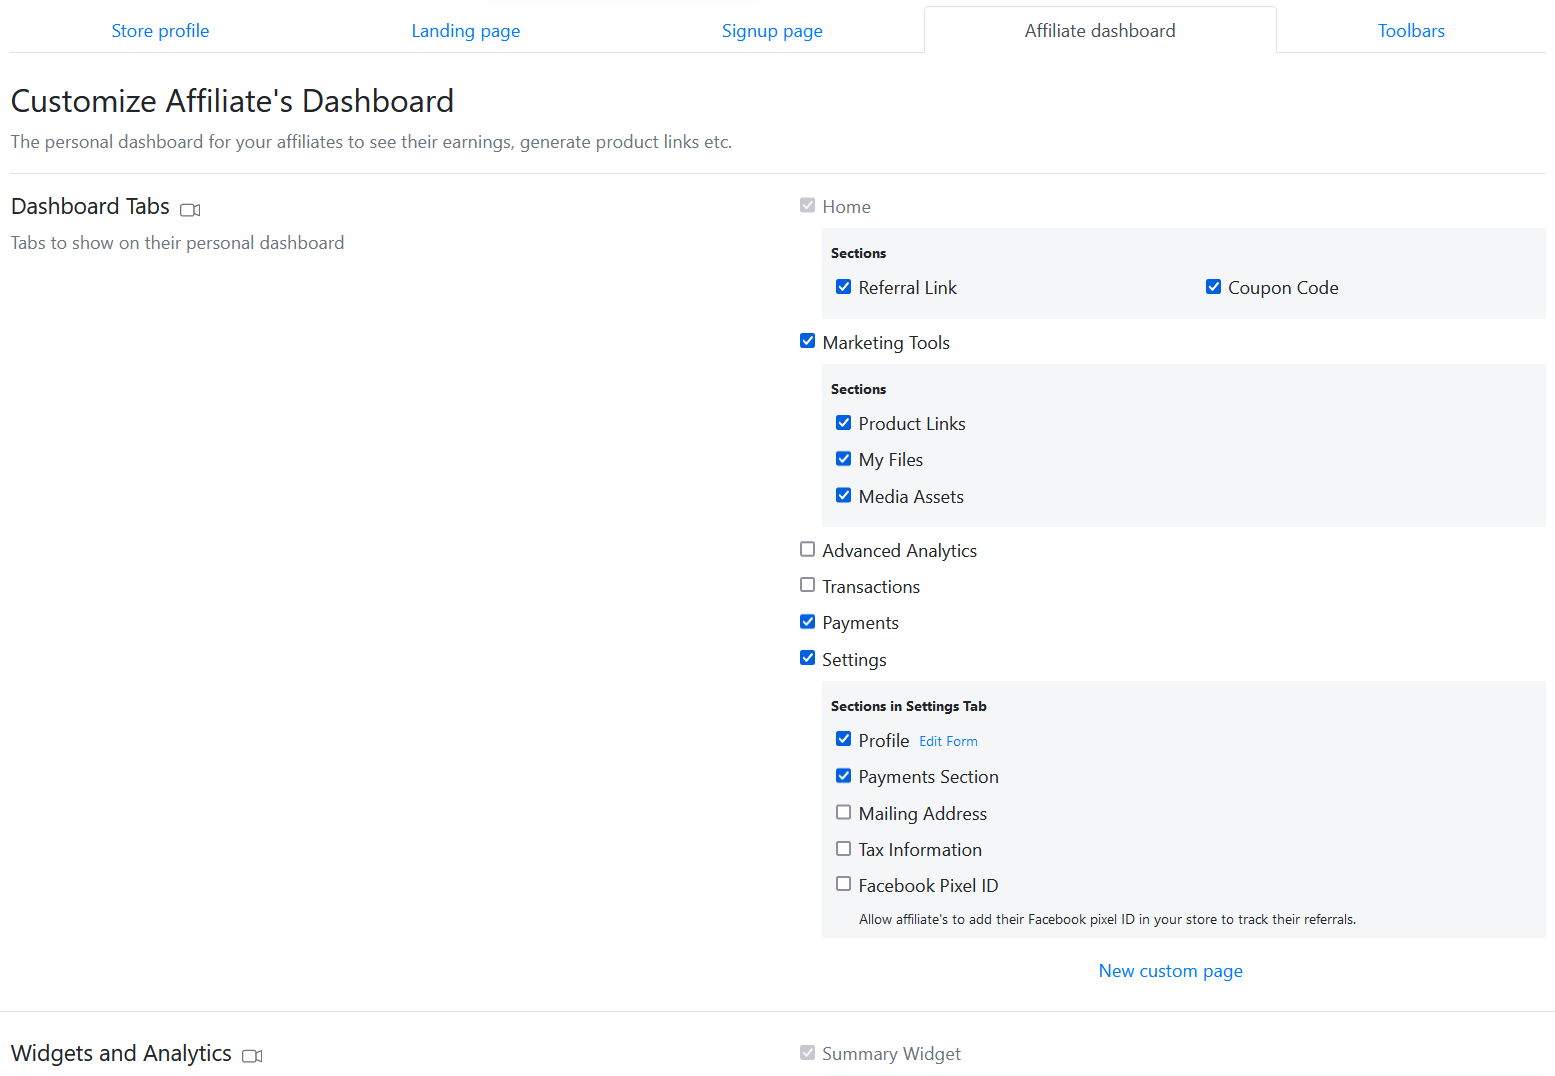 Store profile
Landing page
Signup page
Affiliate dashboard
Toolbars
Customize Affiliate's Dashboard
The personal dashboard for your affiliates to see their earnings, generate product links etc.
Dashboard Tabs
Tabs to show on their personal dashboard
Home
Sections
Referral Link
Coupon Code
Marketing Tools
Sections
Product Links
My Files
Media Assets
Advanced Analytics
Transactions
Payments
Settings
Sections in Settings Tab
Profile Edit Form
Payments Section
Mailing Address
Tax Information
Facebook Pixel ID
Allow affiliate's to add their Facebook pixel ID in your store to track their referrals.
New custom page
Widgets and Analytics
Summary Widget